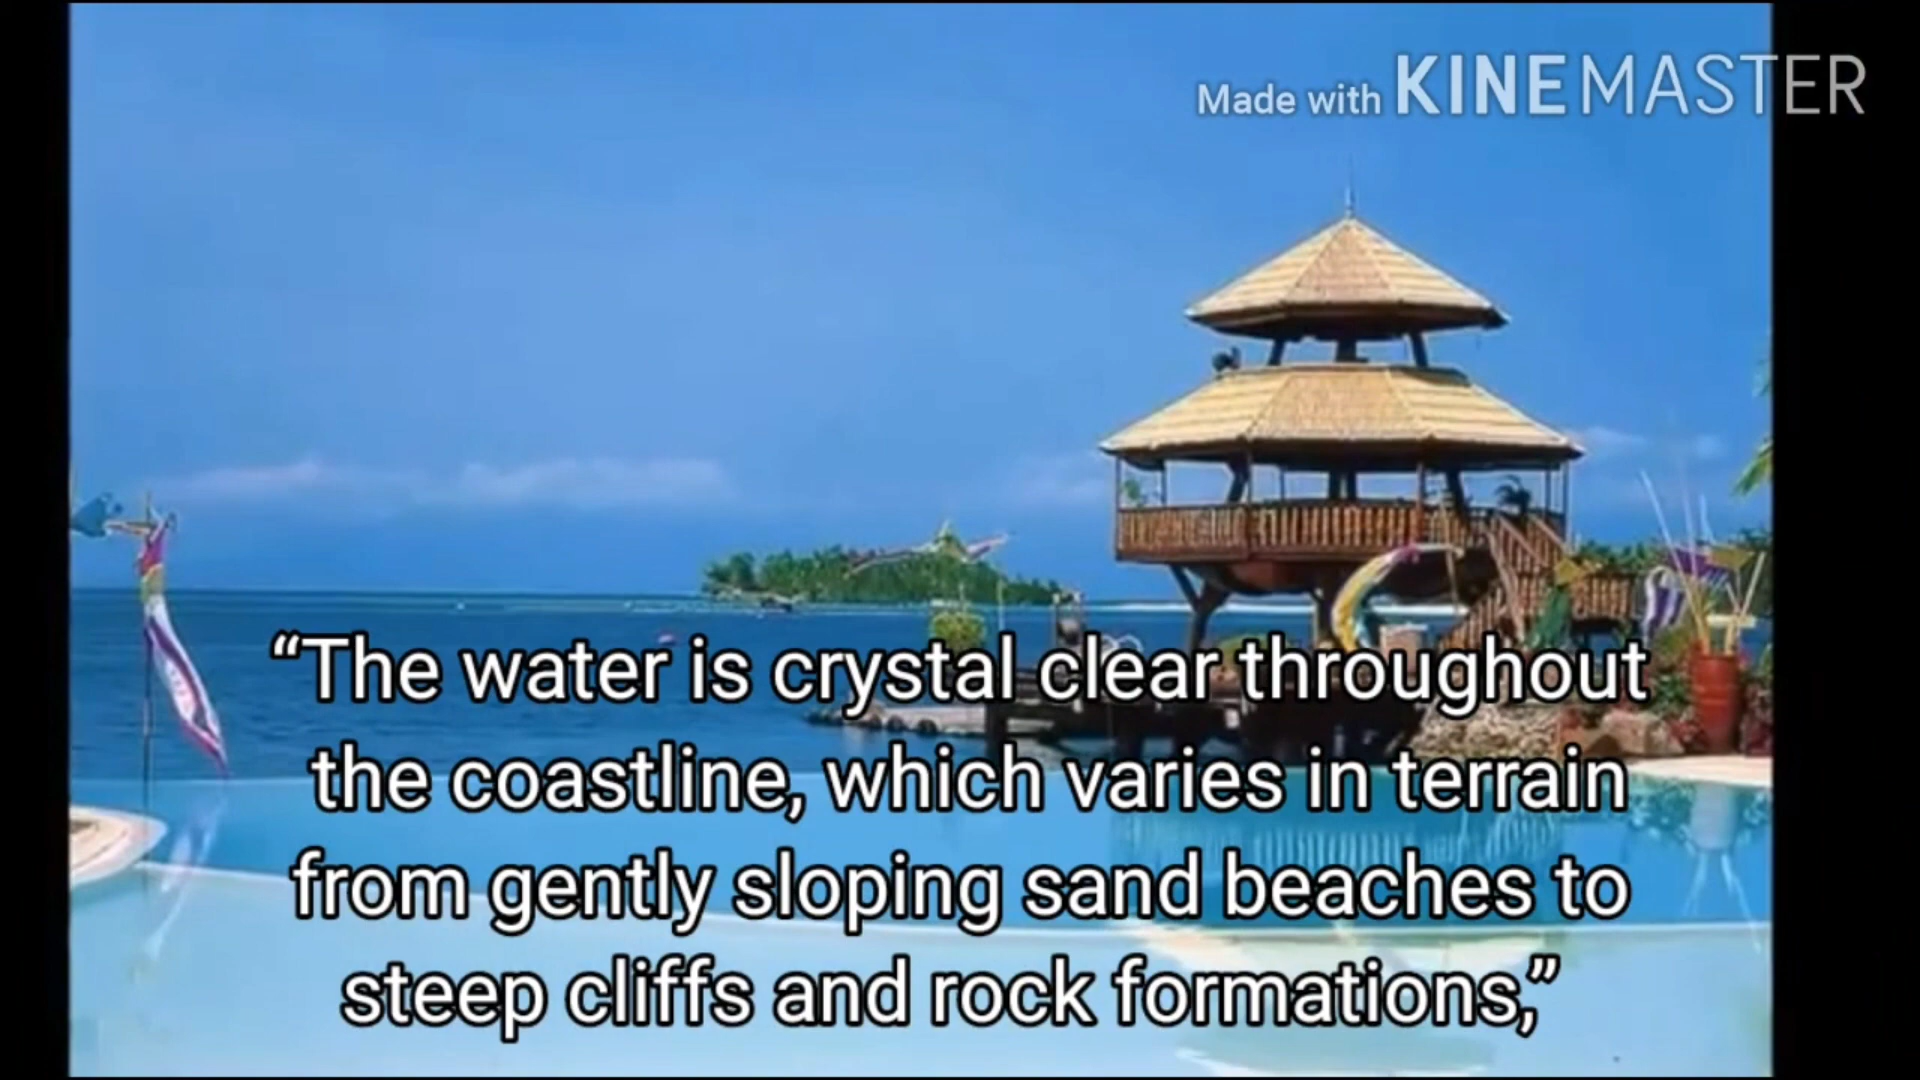 Made with KINEMASTER
“The water is crystal clear throughout
the coastline, which varies in terrain
from gently sloping sand beaches to
steep cliffs and rock formations,”